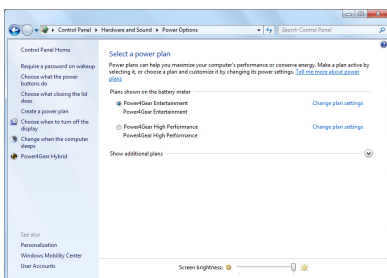 Control Panel ▸ Hardware and Sound ▸ Power Options
Search Control Panel
Control Panel Home
Require a password on wakeup
Choose what the power
buttons do
Choose what closing the lid
does
Create a power plan
Choose when to turn off the
display
Change when the computer
sleeps
Power4Gear Hybrid
See also
Personalization
Windows Mobility Center
User Accounts
Select a power plan
Power plans can help you maximize your computer's performance or conserve energy. Make a plan active by
selecting it, or choose a plan and customize it by changing its power settings. Tell me more about power
plans
Plans shown on the battery meter
Power4Gear Entertainment Change plan settings
Power4Gear Entertainment
Power4Gear High Performance Change plan settings
Power4Gear High Performance
Show additional plans
Screen brightness: